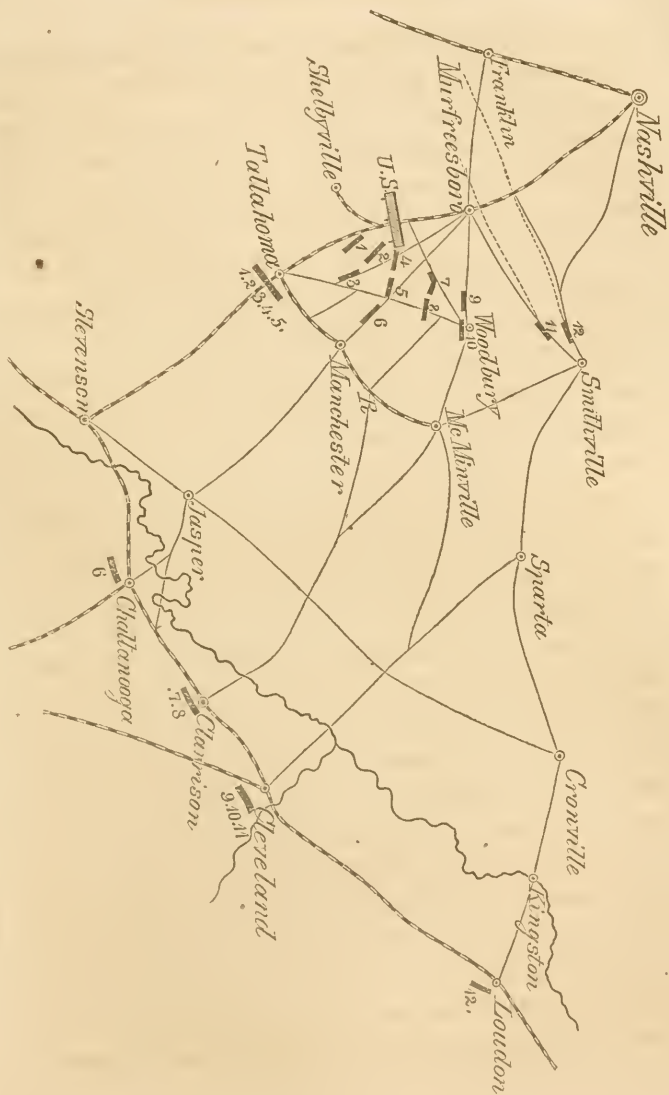 Nashville
Franklin
Murfreesboro
Shelbyville
U.S.
Tallahoma
1.2.3.4.5.
1
2
3
4
5
6
7
8
9
10
11
12
Woodbury
Smithville
Manchester
R
McMinville
Sparta
Stevenson
Jasper
6
Chattanooga
7.8
Clarrison
9.10.11
Cleveland
Cronville
Kingston
12.
Loudon